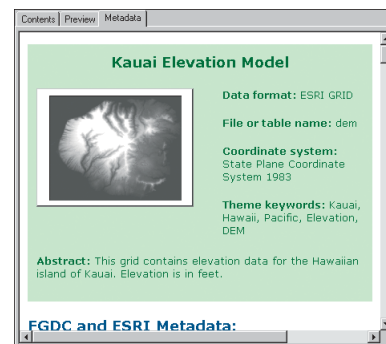 Contents Preview Metadata
Kauai Elevation Model
Data format: ESRI GRID
File or table name: dem
Coordinate system:
State Plane Coordinate
System 1983
Theme keywords: Kauai,
Hawaii, Pacific, Elevation,
DEM
Abstract: This grid contains elevation data for the Hawaiian
island of Kauai. Elevation is in feet.
FGDC and ESRI Metadata: